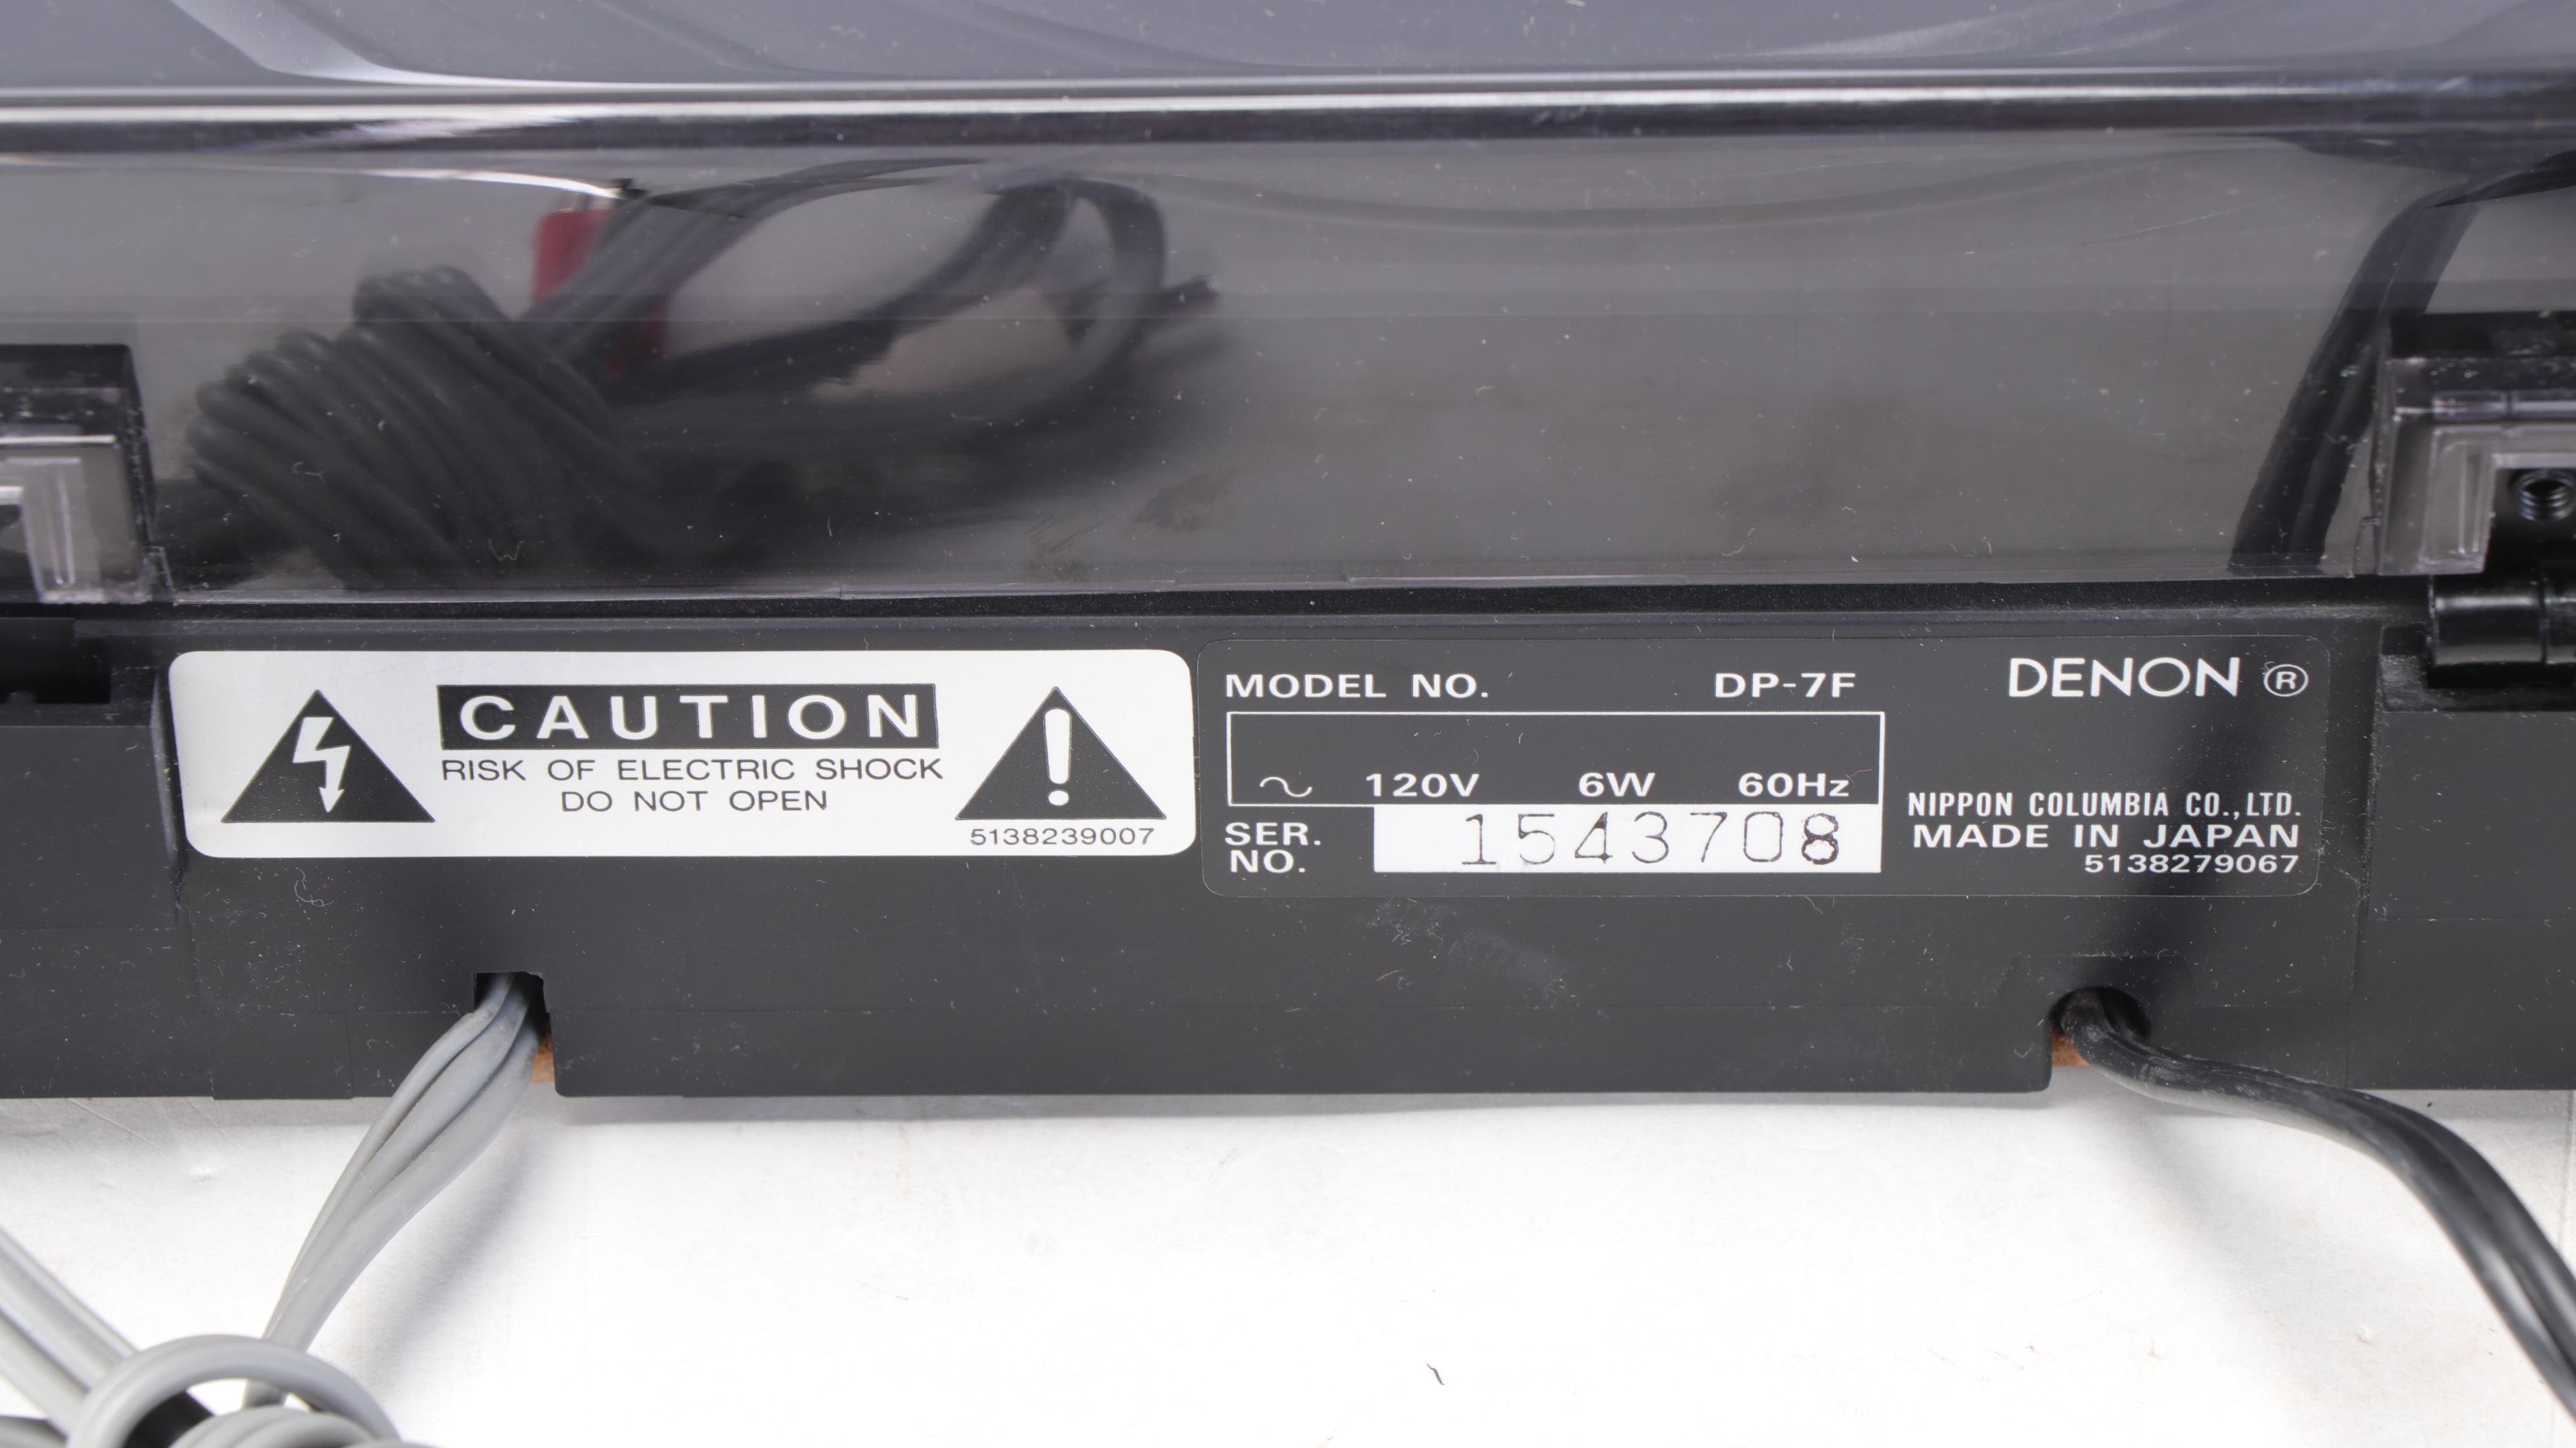 CAUTION
RISK OF ELECTRIC SHOCK
DO NOT OPEN
5138239007
MODEL NO. DP-7F
DENON ®
~ 120V 6W 60Hz
SER. NO. 1543708
NIPPON COLUMBIA CO.,LTD.
MADE IN JAPAN
5138279067